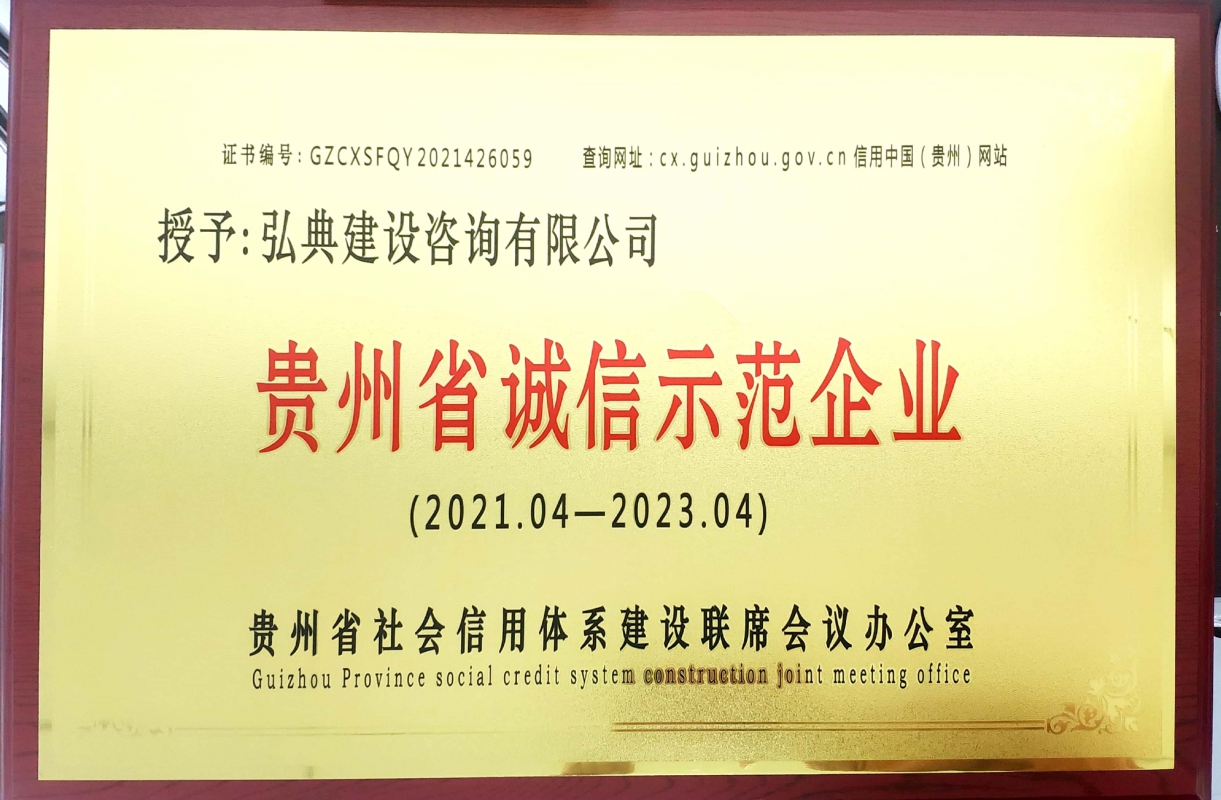 证书编号:GZCXSFQY2021426059 查询网址:cx.guizhou.gov.cn 信用中国(贵州)网站
授予:弘典建设咨询有限公司
贵州省诚信示范企业
(2021.04—2023.04)
贵州省社会信用体系建设联席会议办公室
Guizhou Province social credit system construction joint meeting office